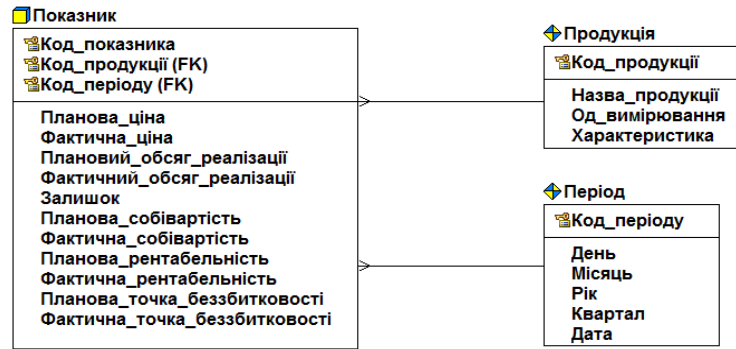 Показник
Код_показника
Код_продукції (FK)
Код_періоду (FK)
Планова_ціна
Фактична_ціна
Плановий_обсяг_реалізації
Фактичний_обсяг_реалізації
Залишок
Планова_собівартість
Фактична_собівартість
Планова_рентабельність
Фактична_рентабельність
Планова_точка_беззбитковості
Фактична_точка_беззбитковості
Продукція
Код_продукції
Назва_продукції
Од_вимірювання
Характеристика
Період
Код_періоду
День
Місяць
Рік
Квартал
Дата